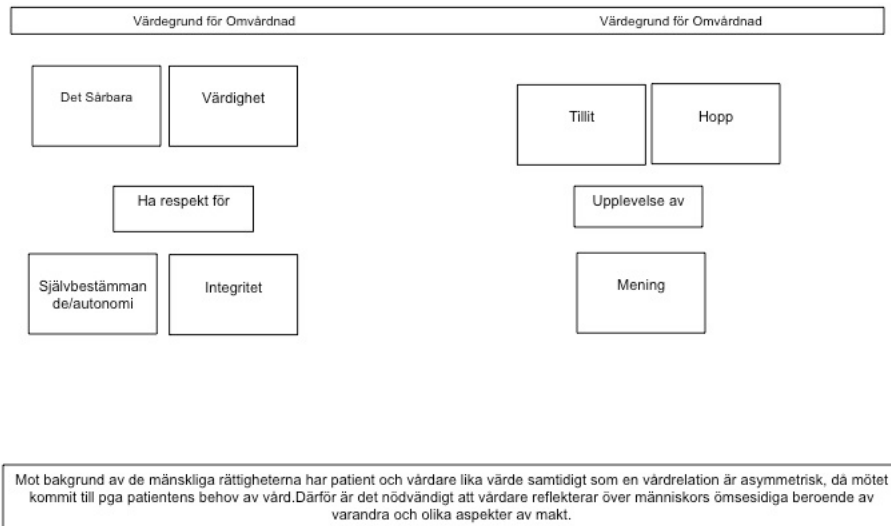 Värdegrund för Omvårdnad
Värdegrund för Omvårdnad
Det Sårbara
Värdighet
Tillit
Hopp
Ha respekt för
Upplevelse av
Självbestämman
de/autonomi
Integritet
Mening
Mot bakgrund av de mänskliga rättigheterna har patient och vårdare lika värde samtidigt som en vårdrelation är asymmetrisk, då mötet
kommit till pga patientens behov av vård.Därför är det nödvändigt att vårdare reflekterar över människors ömsesidiga beroende av
varandra och olika aspekter av makt.